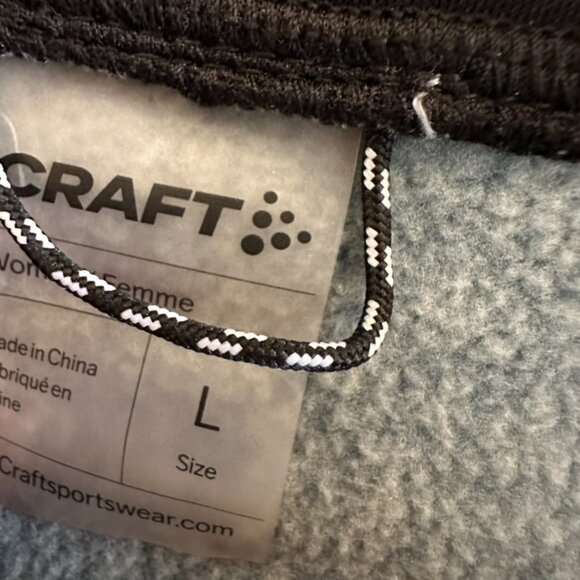 CRAFT
Femme
ade in China
briqué en
ine
L
Size
Craftsportswear.com